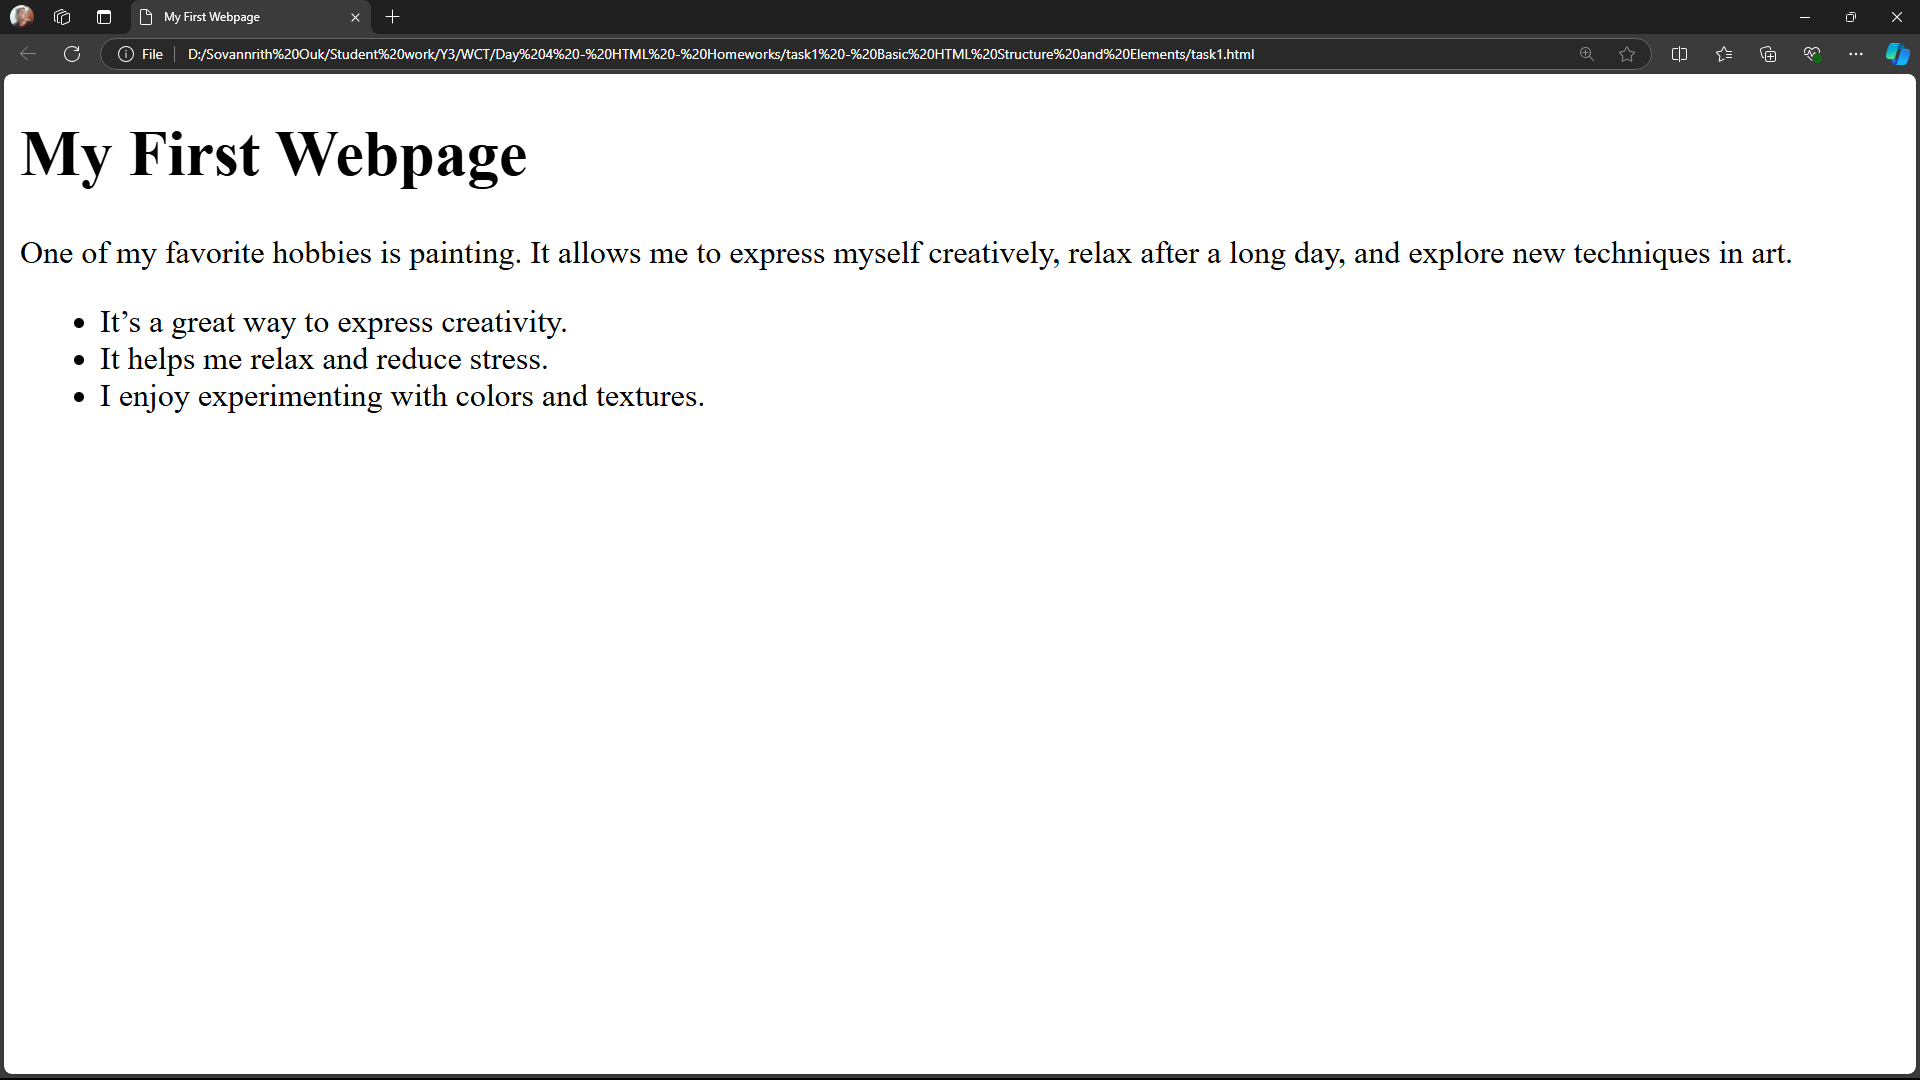 My First Webpage
File
D:/Sovannrith%20Ouk/Student%20work/Y3/WCT/Day%204%20-%20HTML%20-%20Homeworks/task1%20-%20Basic%20HTML%20Structure%20and%20Elements/task1.html
My First Webpage
One of my favorite hobbies is painting. It allows me to express myself creatively, relax after a long day, and explore new techniques in art.
• It’s a great way to express creativity.
• It helps me relax and reduce stress.
• I enjoy experimenting with colors and textures.